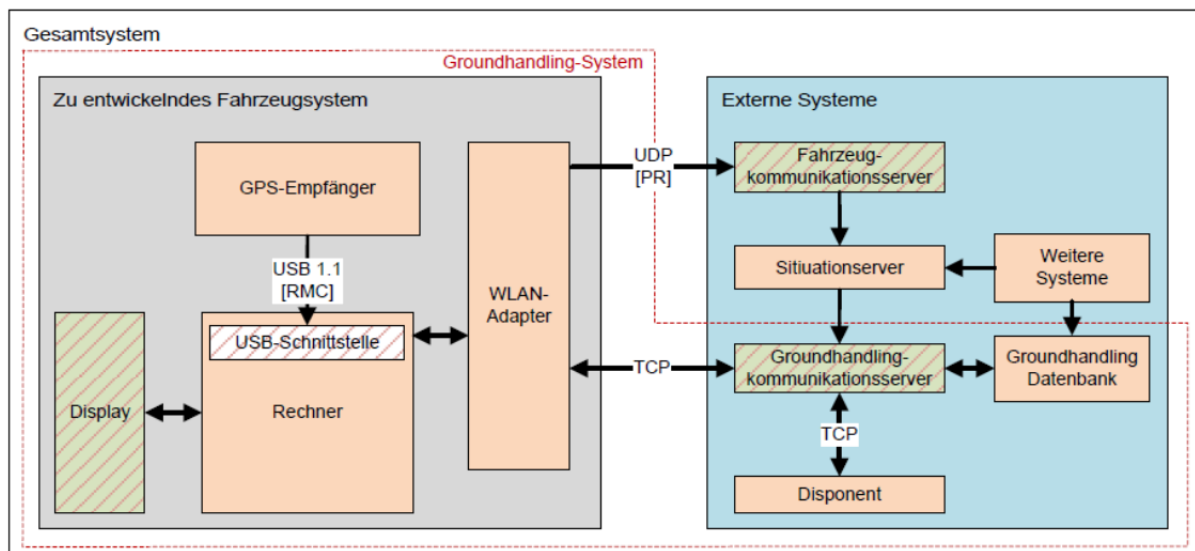 Gesamtsystem
Groundhandling-System
Zu entwickelndes Fahrzeugsystem
GPS-Empfänger
USB 1.1
[RMC]
USB-Schnittstelle
Rechner
Display
WLAN-
Adapter
UDP
[PR]
TCP
Externe Systeme
Fahrzeug-
kommunikationsserver
Sitiuationserver
Weitere
Systeme
Groundhandling-
kommunikationsserver
Groundhandling
Datenbank
TCP
Disponent